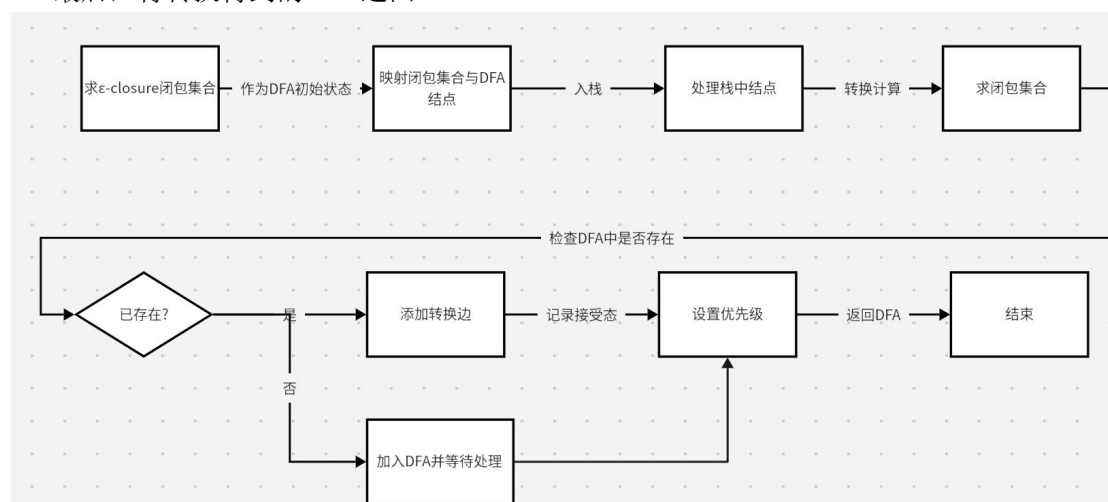 求ε-closure闭包集合
作为DFA初始状态
映射闭包集合与DFA
结点
入栈
处理栈中结点
转换计算
求闭包集合
检查DFA中是否存在
已存在?
是
添加转换边
记录接受态
设置优先级
返回DFA
结束
否
加入DFA并等待处理